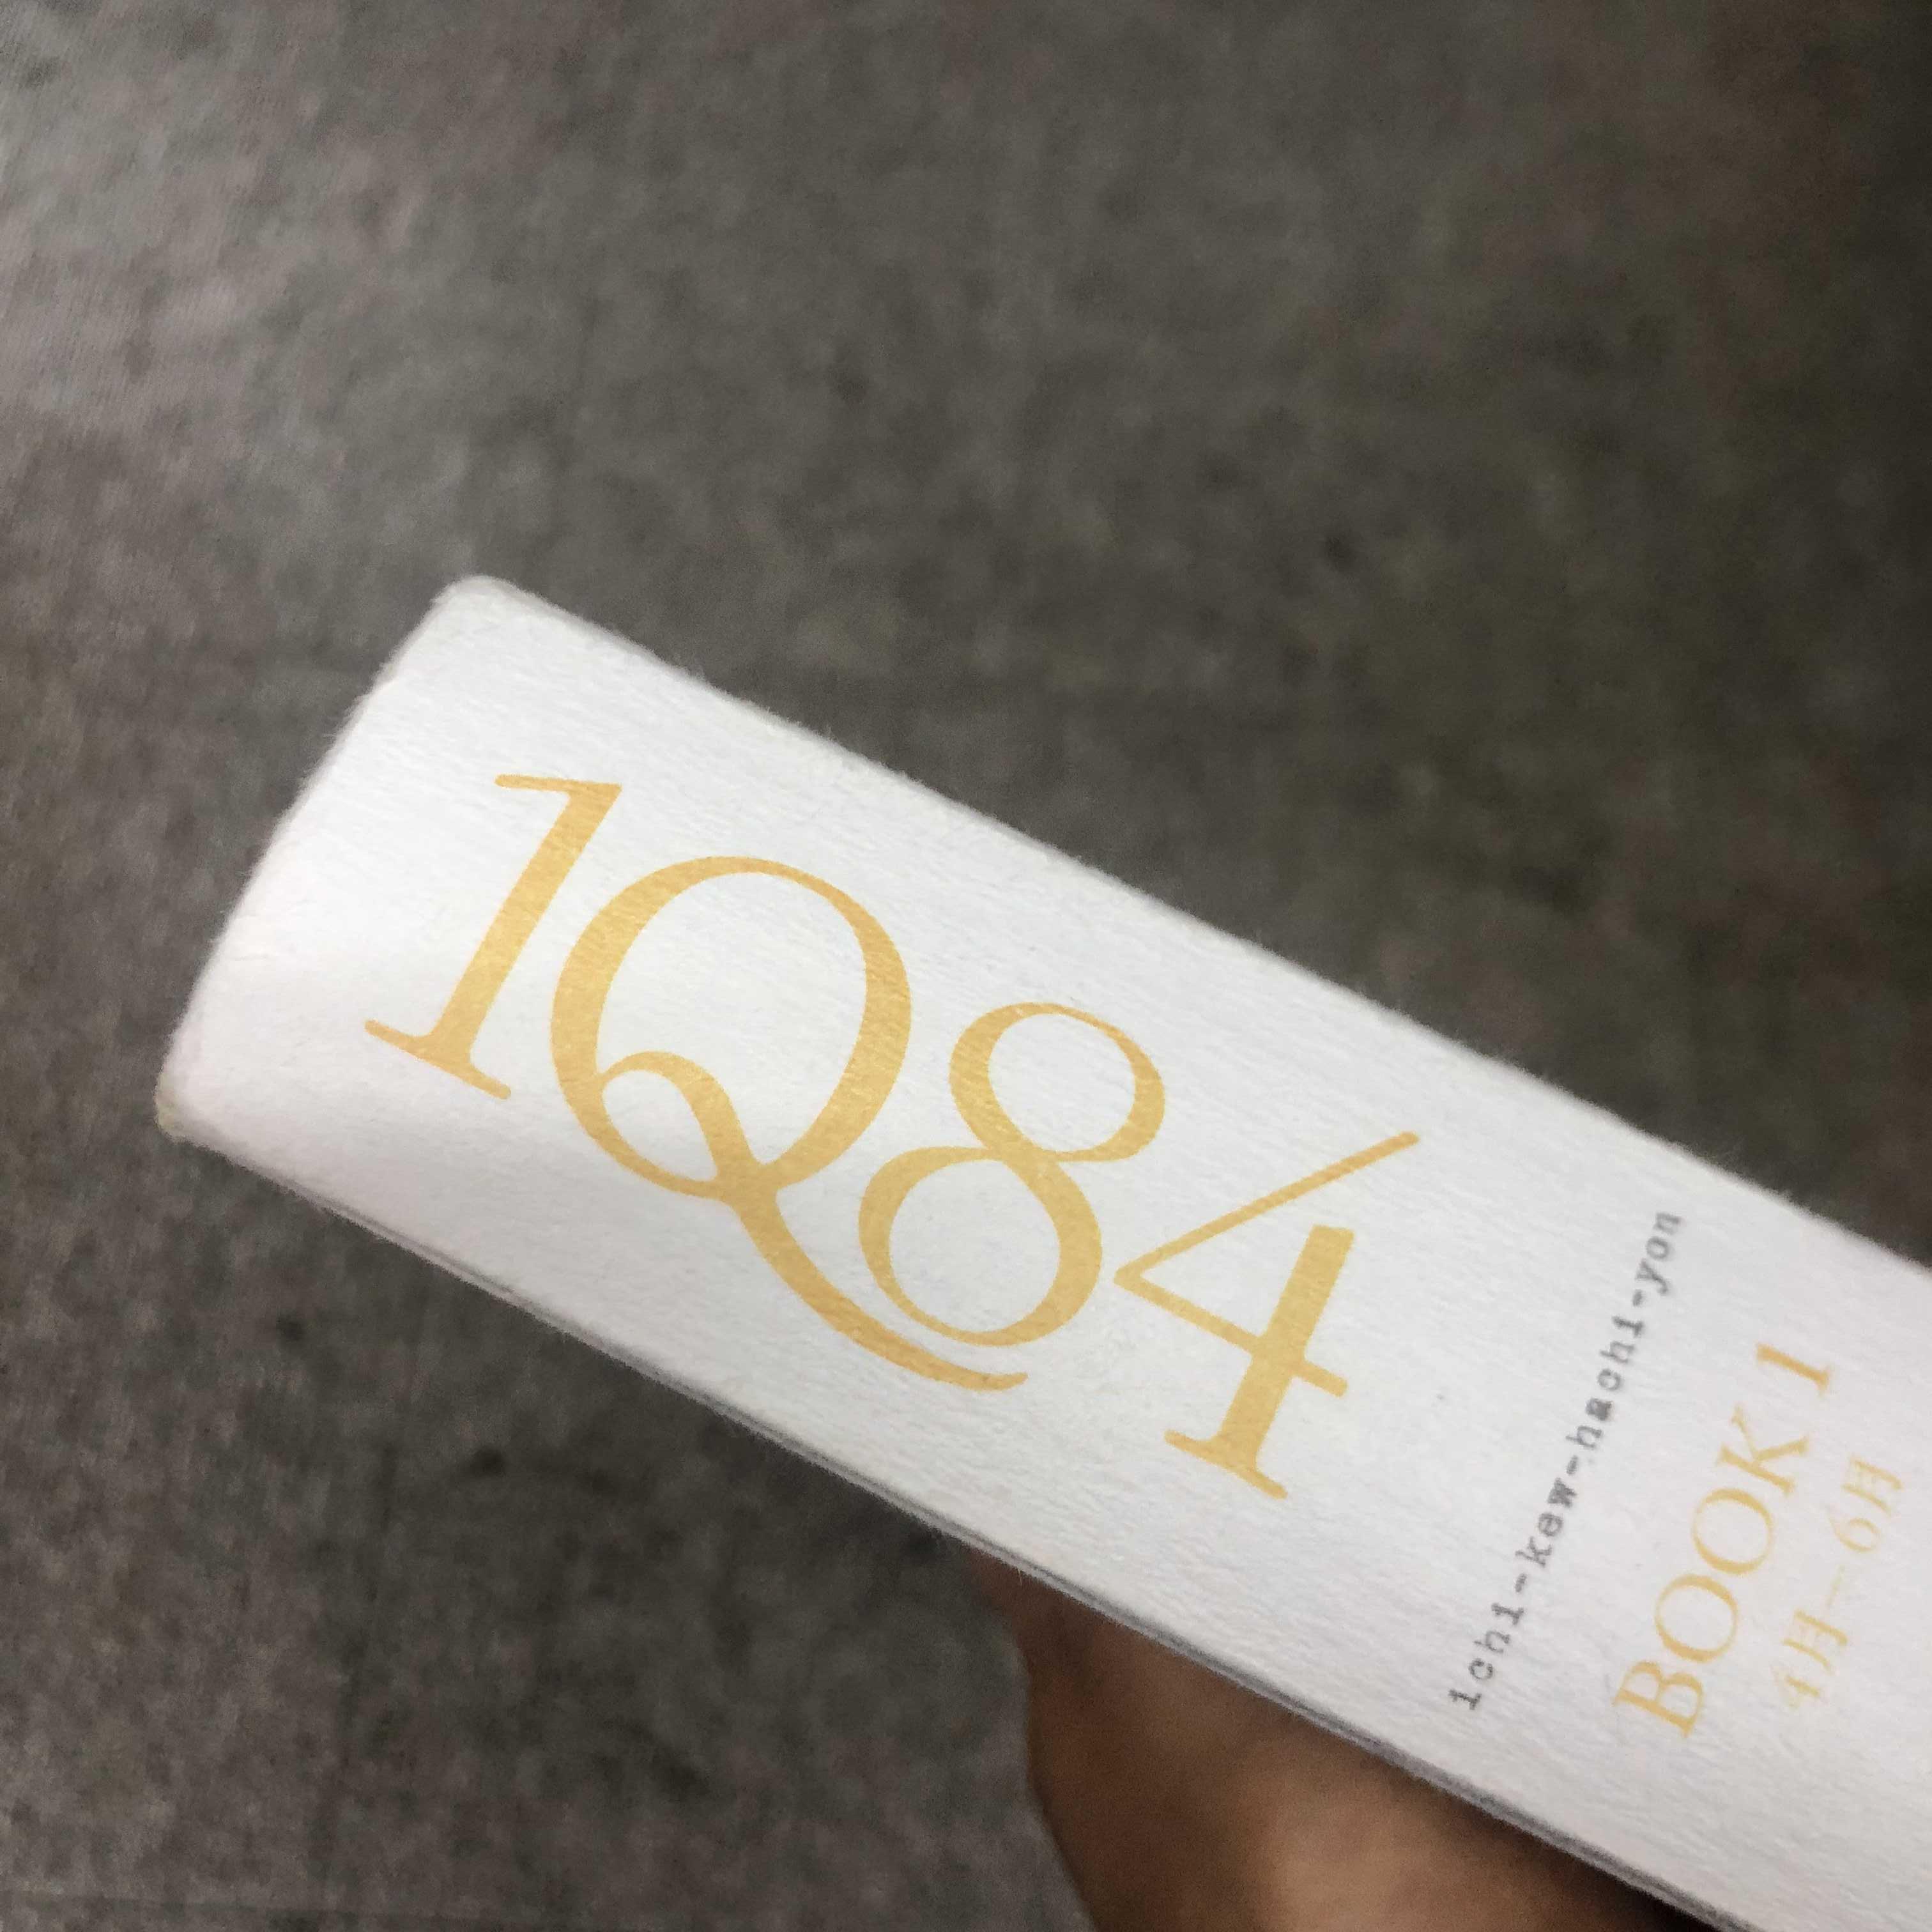 1Q84
ichi-kew-hachi-yon
BOOK 1
4月—6月